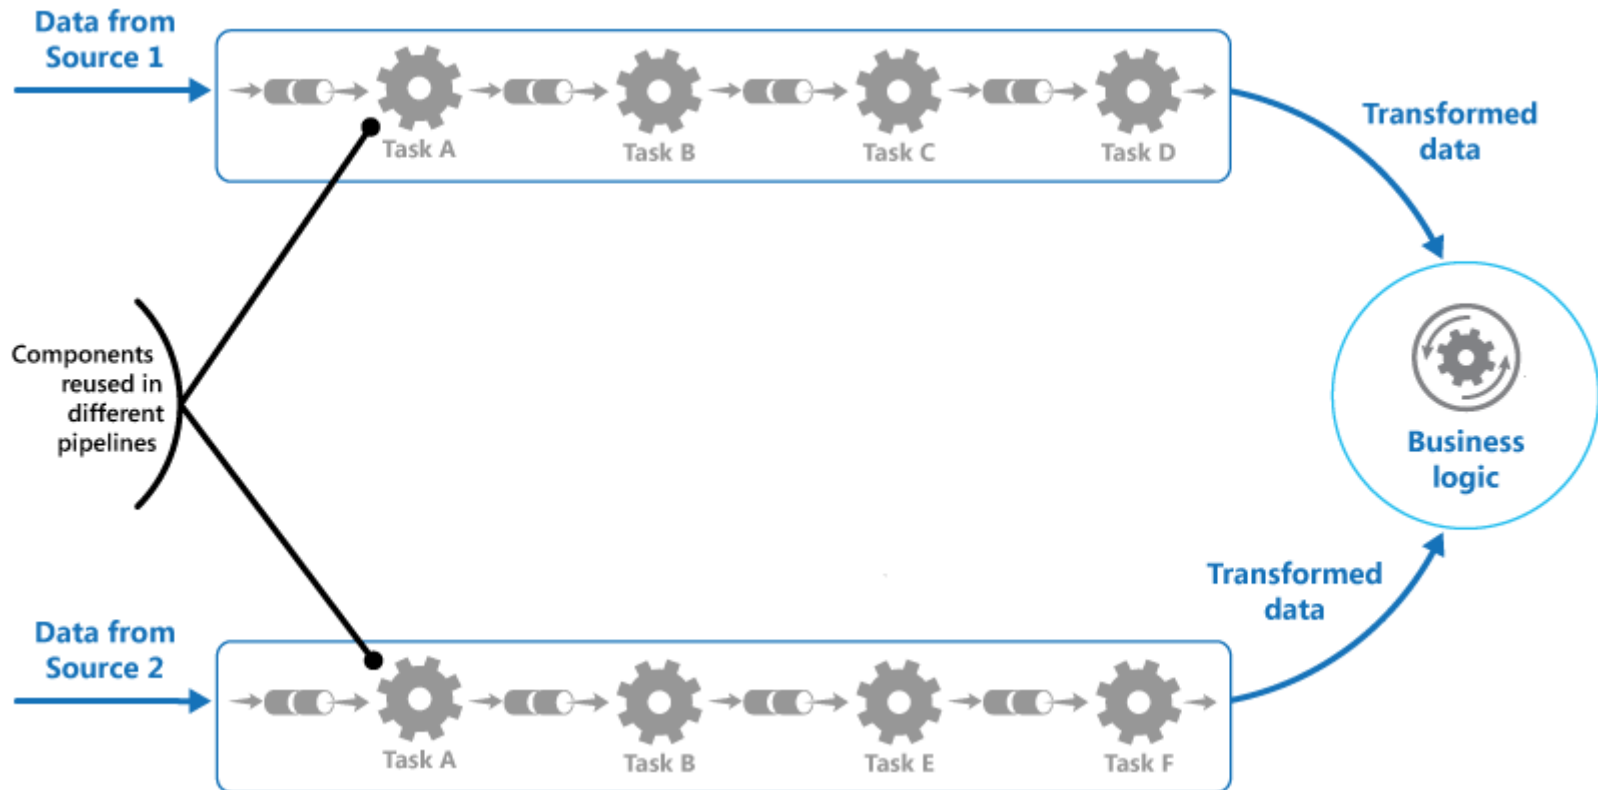 Data from
Source 1
Task A
Task B
Task C
Task D
Transformed
data
Components
reused in
different
pipelines
Business
logic
Transformed
data
Data from
Source 2
Task A
Task B
Task E
Task F